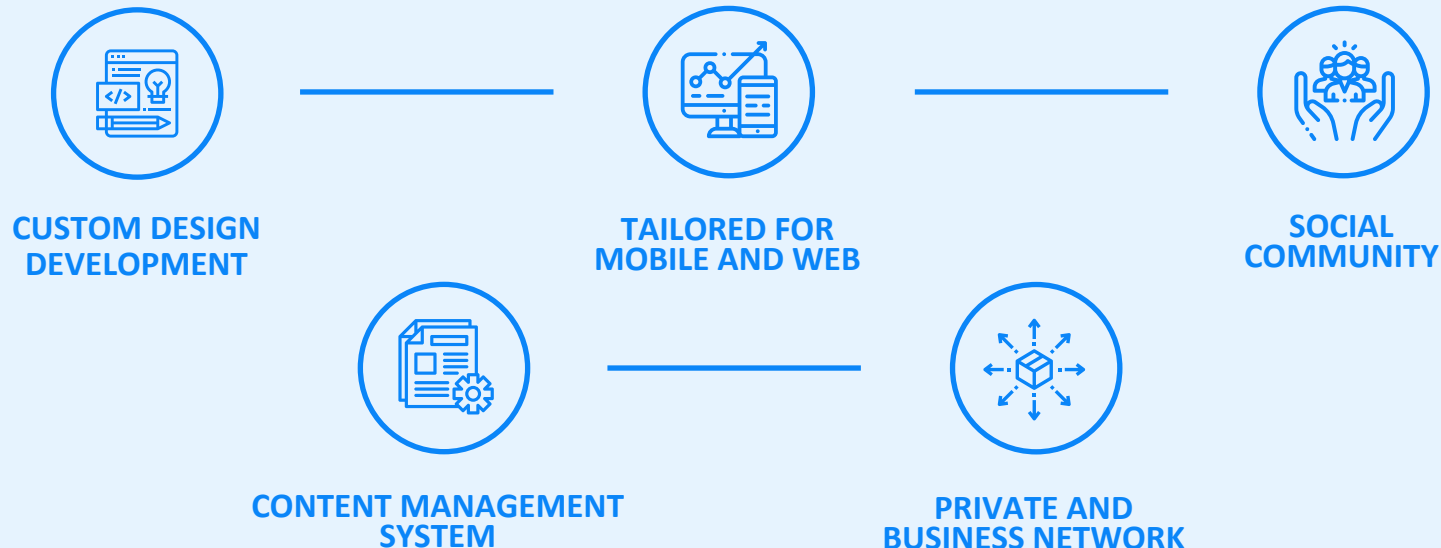 </>
CUSTOM DESIGN
DEVELOPMENT
TAILORED FOR
MOBILE AND WEB
SOCIAL
COMMUNITY
CONTENT MANAGEMENT
SYSTEM
PRIVATE AND
BUSINESS NETWORK